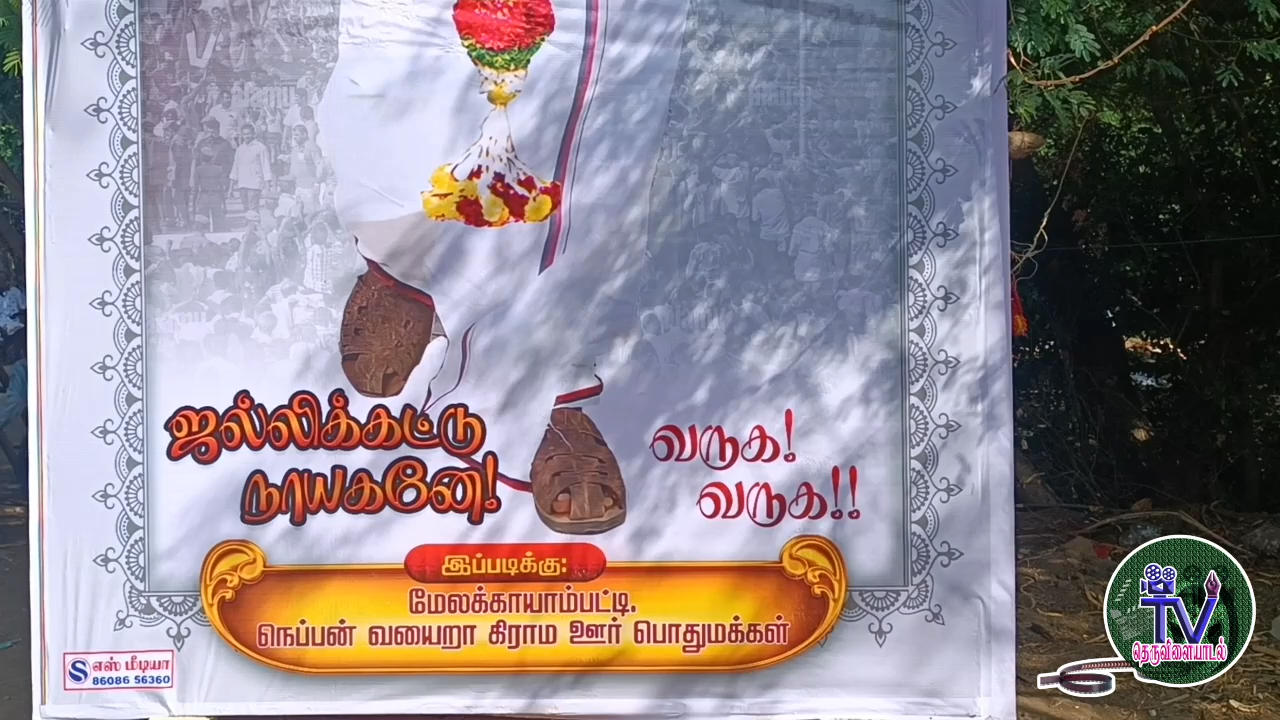 ஜல்லிக்கட்டு
நாயகனே!
வருக!
வருக!!
இப்படிக்கு:
மேலக்காயாம்பட்டி,
நெப்பன் வயைறா கிராம ஊர் பொதுமக்கள்
S எஸ் மீடியா
86086 56360
TV
தெருவிளையாடல்